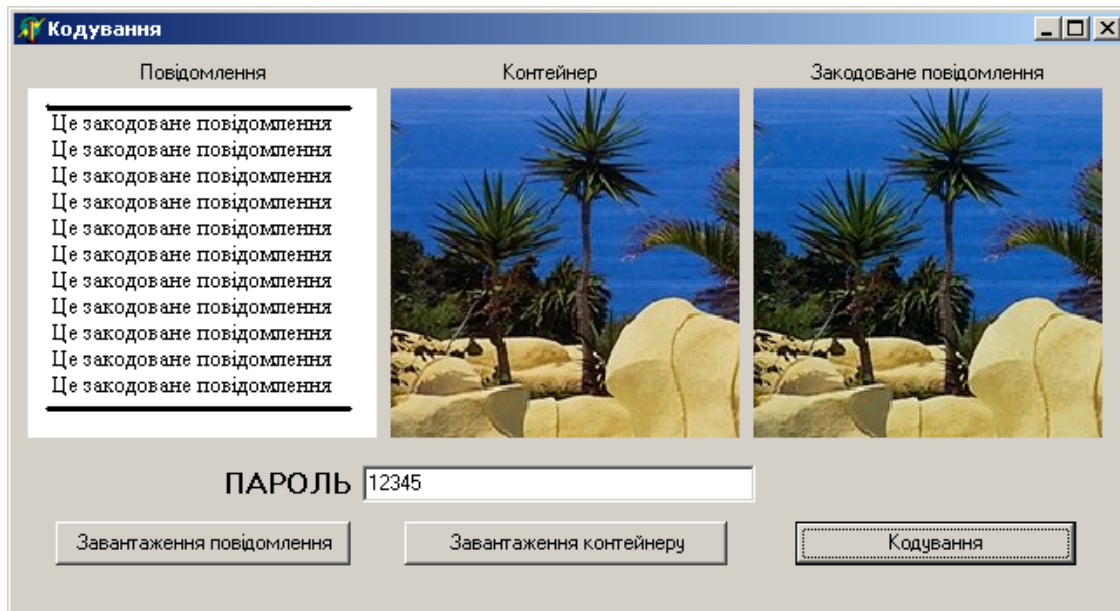 Кодування
Повідомлення
Контейнер
Закодоване повідомлення
Це закодоване повідомлення
Це закодоване повідомлення
Це закодоване повідомлення
Це закодоване повідомлення
Це закодоване повідомлення
Це закодоване повідомлення
Це закодоване повідомлення
Це закодоване повідомлення
Це закодоване повідомлення
Це закодоване повідомлення
Це закодоване повідомлення
ПАРОЛЬ 12345
Завантаження повідомлення
Завантаження контейнеру
Кодування